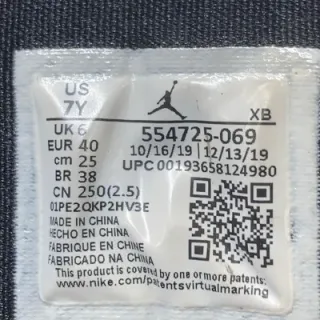 US
7Y
XB
UK 6
554725-069
EUR 40
10/16/19 12/13/19
cm 25
UPC 00193658124980
BR 38
CN 250(2.5)
01PE2QKP2HV3E
MADE IN CHINA
HECHO EN CHINA
FABRIQUE EN CHINE
FABRICADO NA CHINA
This product is covered by one or more patents:
www.nike.com/patentsvirtualmarking